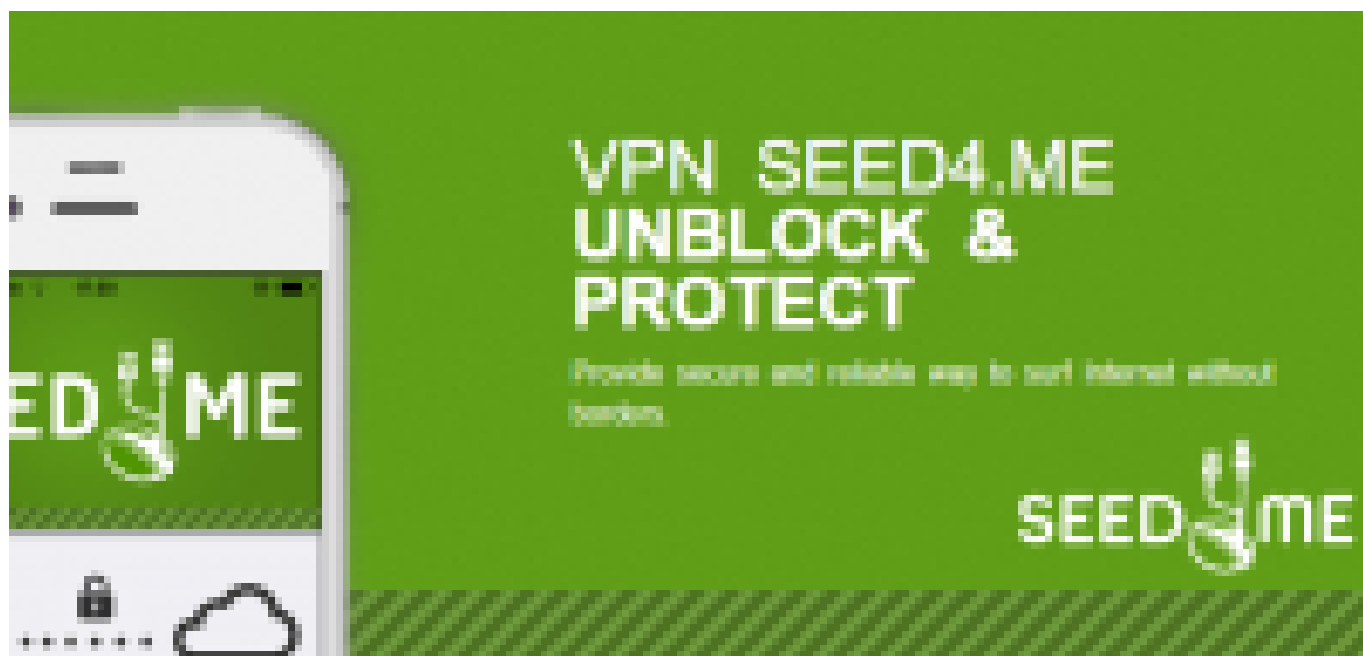 VPN SEED4.ME
UNBLOCK &
PROTECT
Provide secure and reliable way to surf internet without
borders.
ED ME
SEED ME